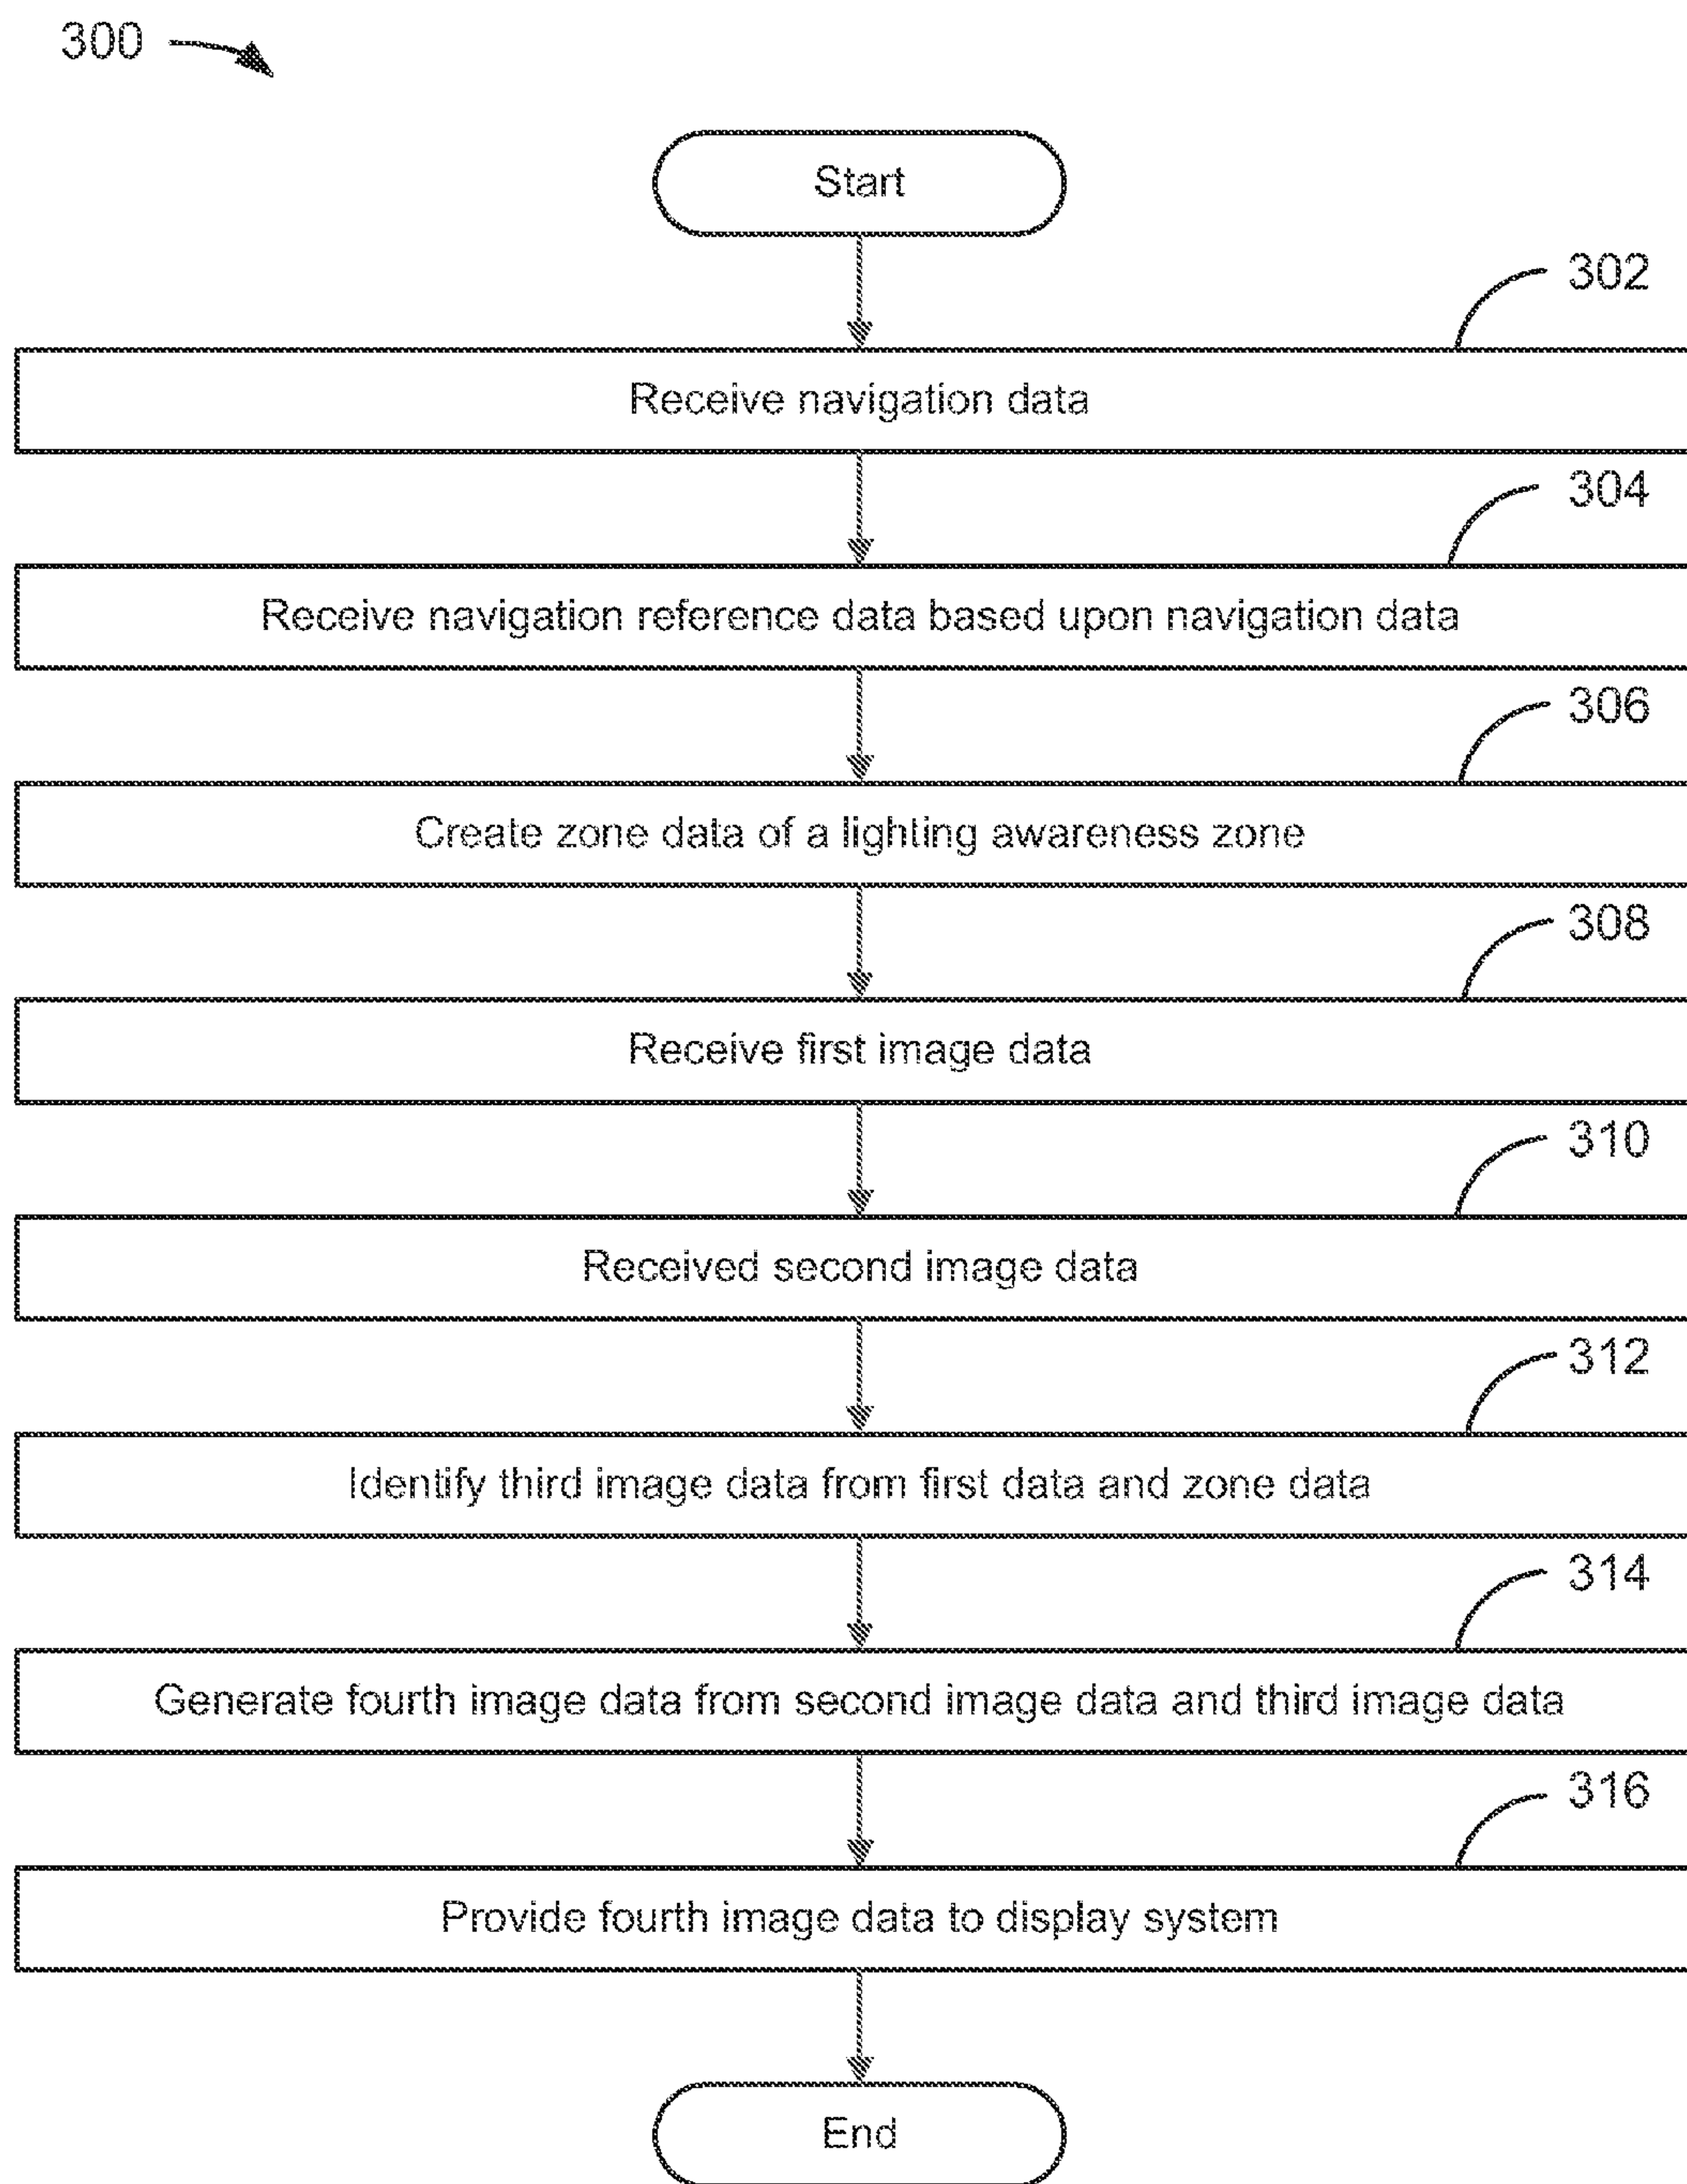 300
Start
302
Receive navigation data
304
Receive navigation reference data based upon navigation data
306
Create zone data of a lighting awareness zone
308
Receive first image data
310
Received second image data
312
Identify third image data from first data and zone data
314
Generate fourth image data from second image data and third image data
316
Provide fourth image data to display system
End